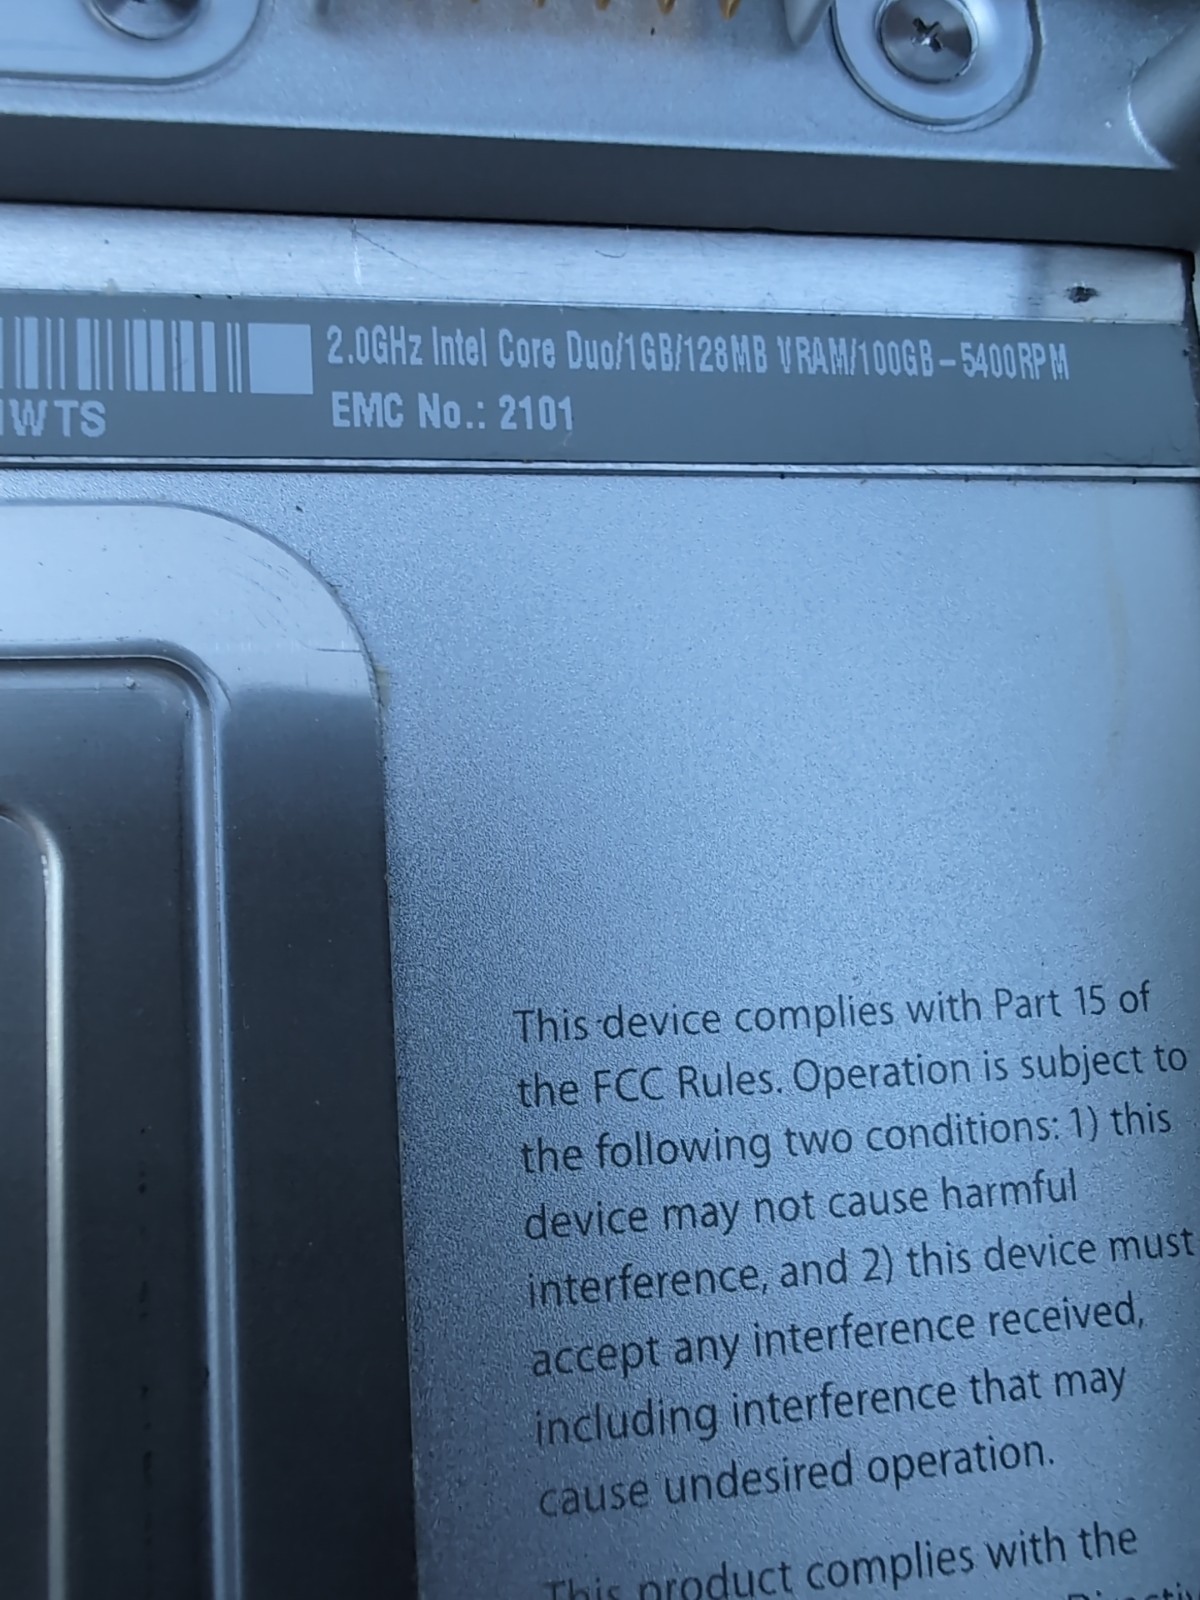 2.0GHz Intel Core Duo/1GB/128MB VRAM/100GB-5400RPM
WTS EMC No.: 2101
This device complies with Part 15 of
the FCC Rules. Operation is subject to
the following two conditions: 1) this
device may not cause harmful
interference, and 2) this device must
accept any interference received,
including interference that may
cause undesired operation.
This product complies with the